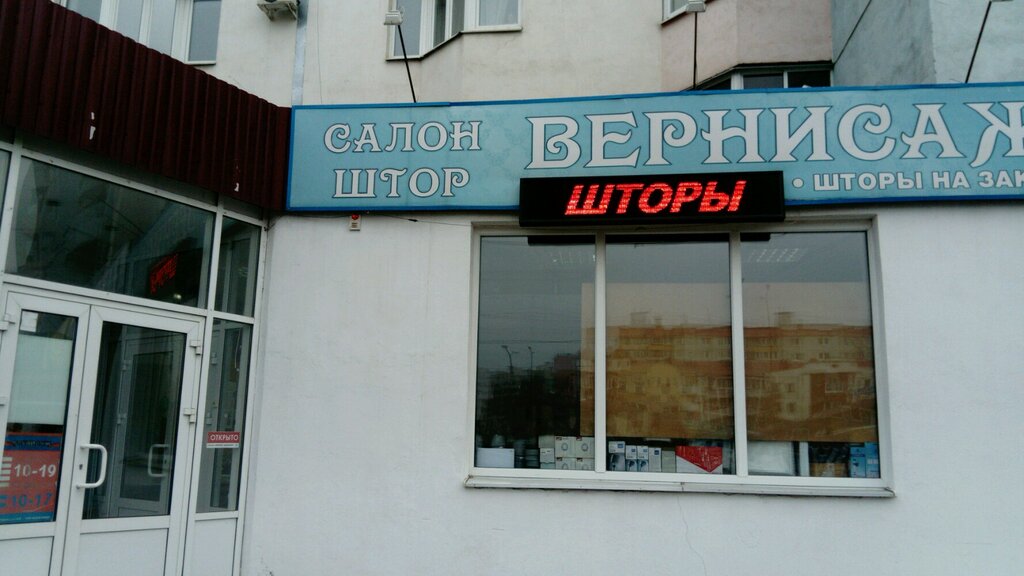 САЛОН
ШТОР
ВЕРНИСАЖ
• ШТОРЫ НА ЗАК
ШТОРЫ
ОТКРЫТО
10-19
10-17